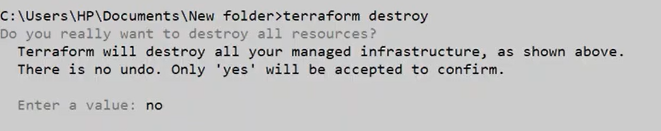 C:\Users\HP\Documents\New folder>terraform destroy
Do you really want to destroy all resources?
Terraform will destroy all your managed infrastructure, as shown above.
There is no undo. Only 'yes' will be accepted to confirm.
Enter a value: no